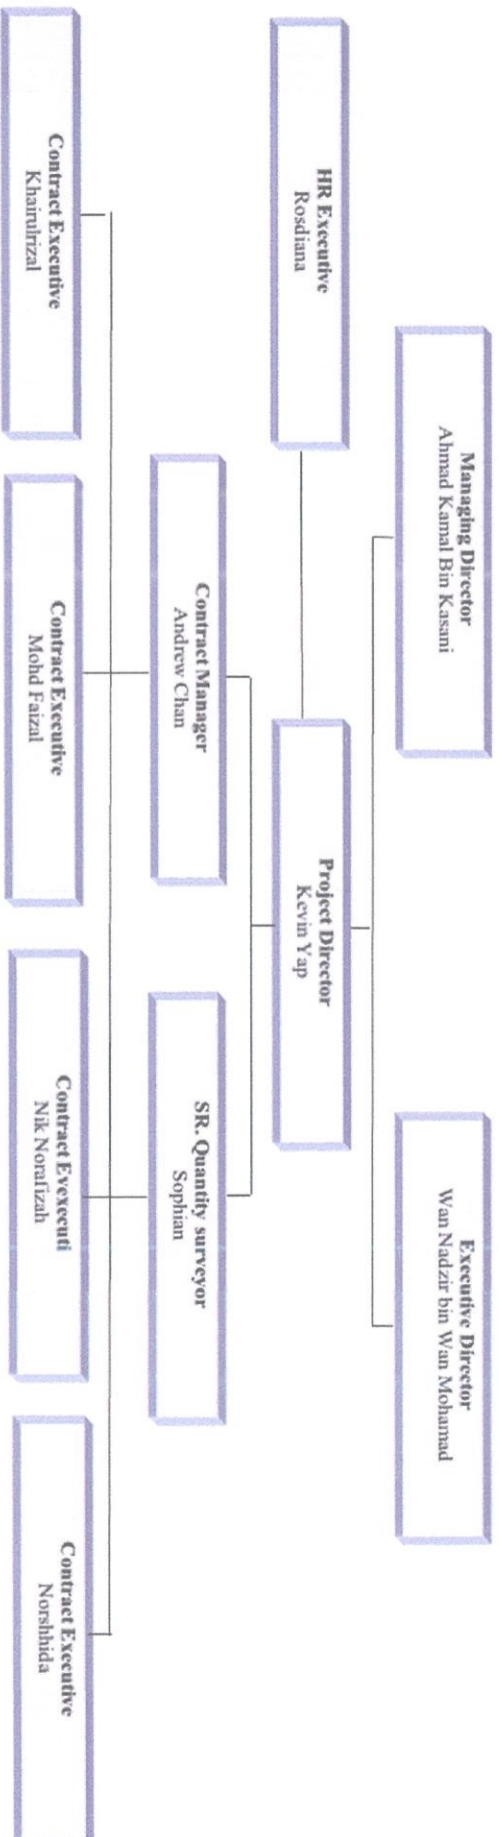 Managing Director
Ahmad Kamal Bin Kasani
Executive Director
Wan Nadzir bin Wan Mohamad
HR Executive
Rosdiana
Project Director
Kevin Yap
Contract Manager
Andrew Chan
SR. Quantity surveyor
Sophian
Contract Executive
Khairulrizal
Contract Executive
Mohd Faizal
Contract Evexecuti
Nik Norafizah
Contract Executive
Norshhida